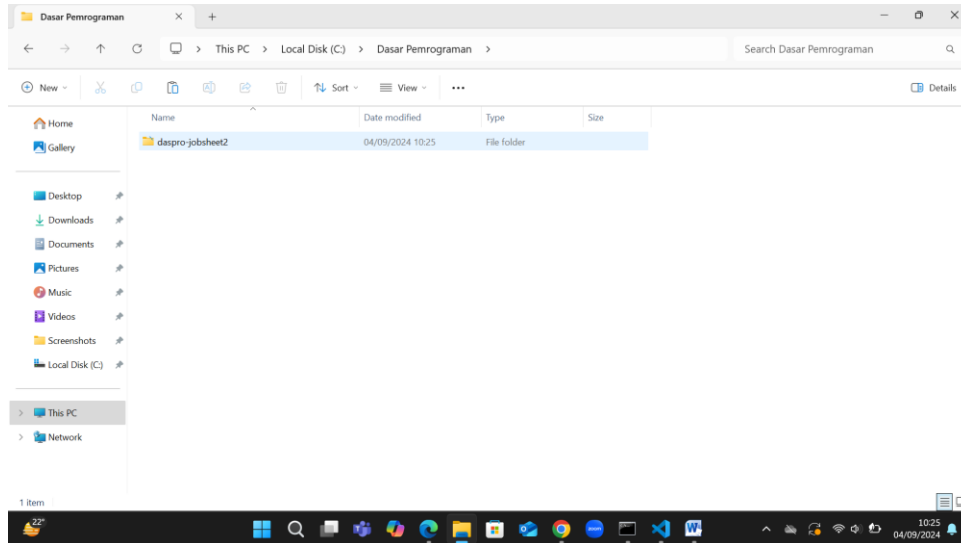 Dasar Pemrograman
This PC > Local Disk (C:) > Dasar Pemrograman >
Search Dasar Pemrograman
New
Sort
View
Details
Name
Date modified
Type
Size
daspro-jobsheet2
04/09/2024 10:25
File folder
Home
Gallery
Desktop
Downloads
Documents
Pictures
Music
Videos
Screenshots
Local Disk (C:)
This PC
Network
1 item
22°
zoom
10:25
04/09/2024